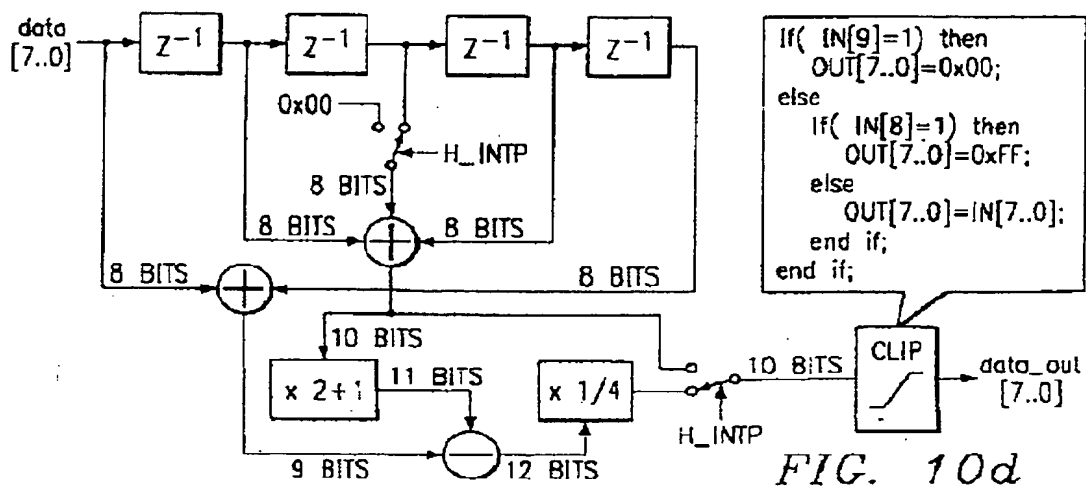 data
[7..0]
Z⁻¹
Z⁻¹
Z⁻¹
Z⁻¹
0x00
H_INTP
8 BITS
8 BITS
8 BITS
8 BITS
8 BITS
10 BITS
x 2+1
11 BITS
x 1/4
9 BITS
12 BITS
H_INTP
10 BITS
CLIP
data_out
[7..0]
If( IN[9]=1) then
OUT[7..0]=0x00;
else
If( IN[8]=1) then
OUT[7..0]=0xFF;
else
OUT[7..0]=IN[7..0];
end if;
end if;
FIG. 10d